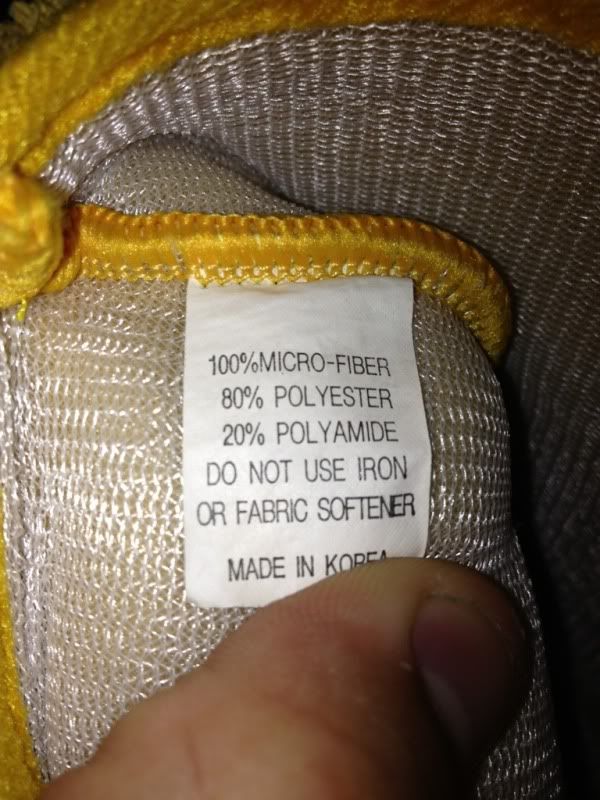 100%MICRO-FIBER
80% POLYESTER
20% POLYAMIDE
DO NOT USE IRON
OR FABRIC SOFTENER
MADE IN KOREA